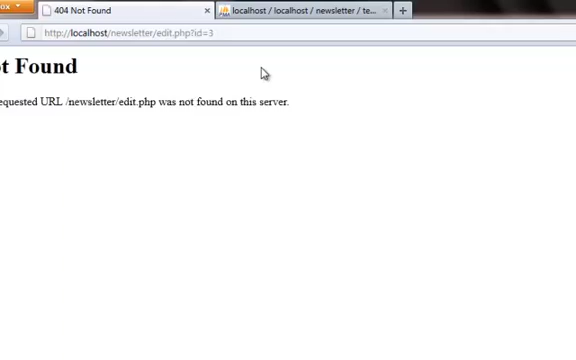 ox
404 Not Found
localhost / localhost / newsletter / te...
http://localhost/newsletter/edit.php?id=3
t Found
equested URL /newsletter/edit.php was not found on this server.